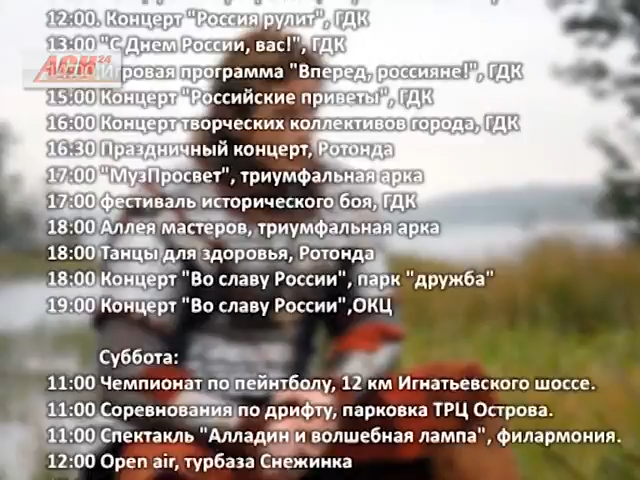 12:00. Концерт "Россия рулит", ГДК
13:00 "С Днем России, вас!", ГДК
АСН 24
Игровая программа "Вперед, россияне!", ГДК
15:00 Концерт "Российские приветы", ГДК
16:00 Концерт творческих коллективов города, ГДК
16:30 Праздничный концерт, Ротонда
17:00 "МузПросвет", триумфальная арка
17:00 фестиваль исторического боя, ГДК
18:00 Аллея мастеров, триумфальная арка
18:00 Танцы для здоровья, Ротонда
18:00 Концерт "Во славу России", парк "дружба"
19:00 Концерт "Во славу России",ОКЦ
Суббота:
11:00 Чемпионат по пейнтболу, 12 км Игнатьевского шоссе.
11:00 Соревнования по дрифту, парковка ТРЦ Острова.
11:00 Спектакль "Алладин и волшебная лампа", филармония.
12:00 Open air, турбаза Снежинка